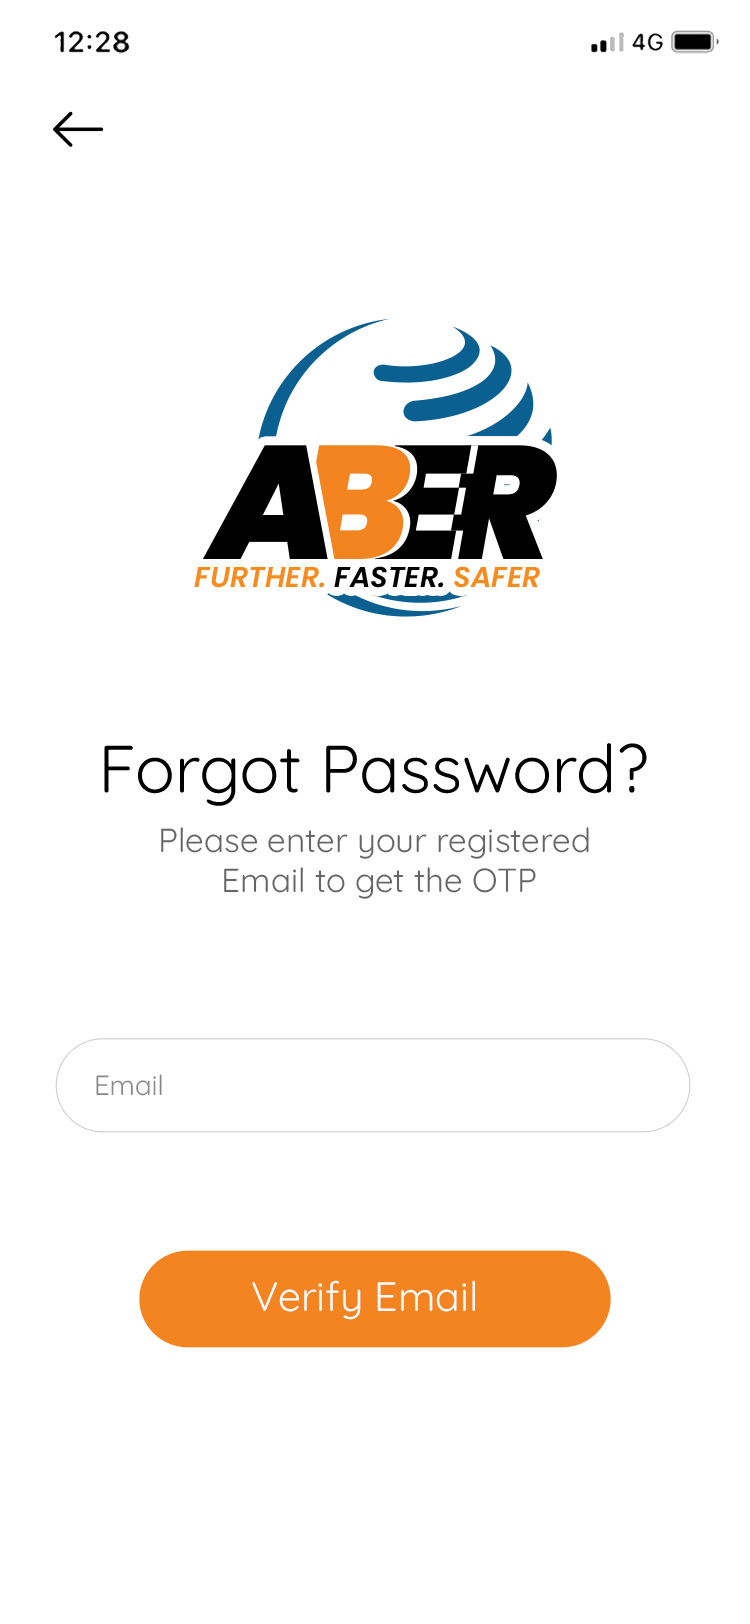 12:28 4G
ABER
FURTHER. FASTER. SAFER
Forgot Password?
Please enter your registered
Email to get the OTP
Email
Verify Email